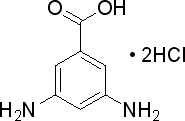 O OH
• 2HCl
H2N NH2